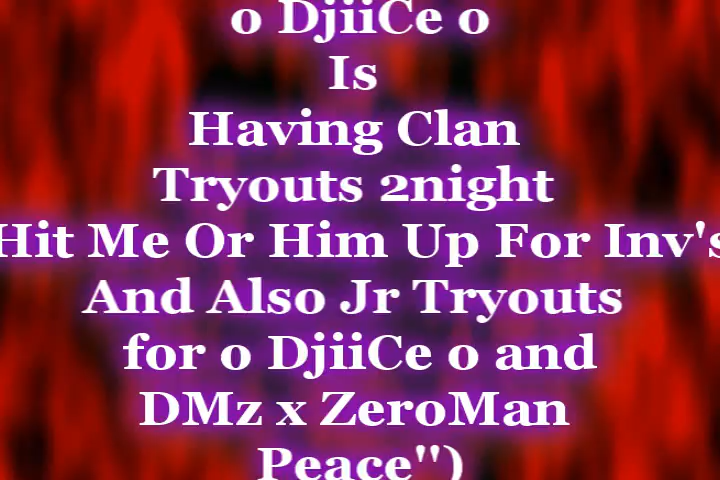 o DjiiCe o
Is
Having Clan
Tryouts 2night
Hit Me Or Him Up For Inv's
And Also Jr Tryouts
for o DjiiCe o and
DMz x ZeroMan
Peace'')